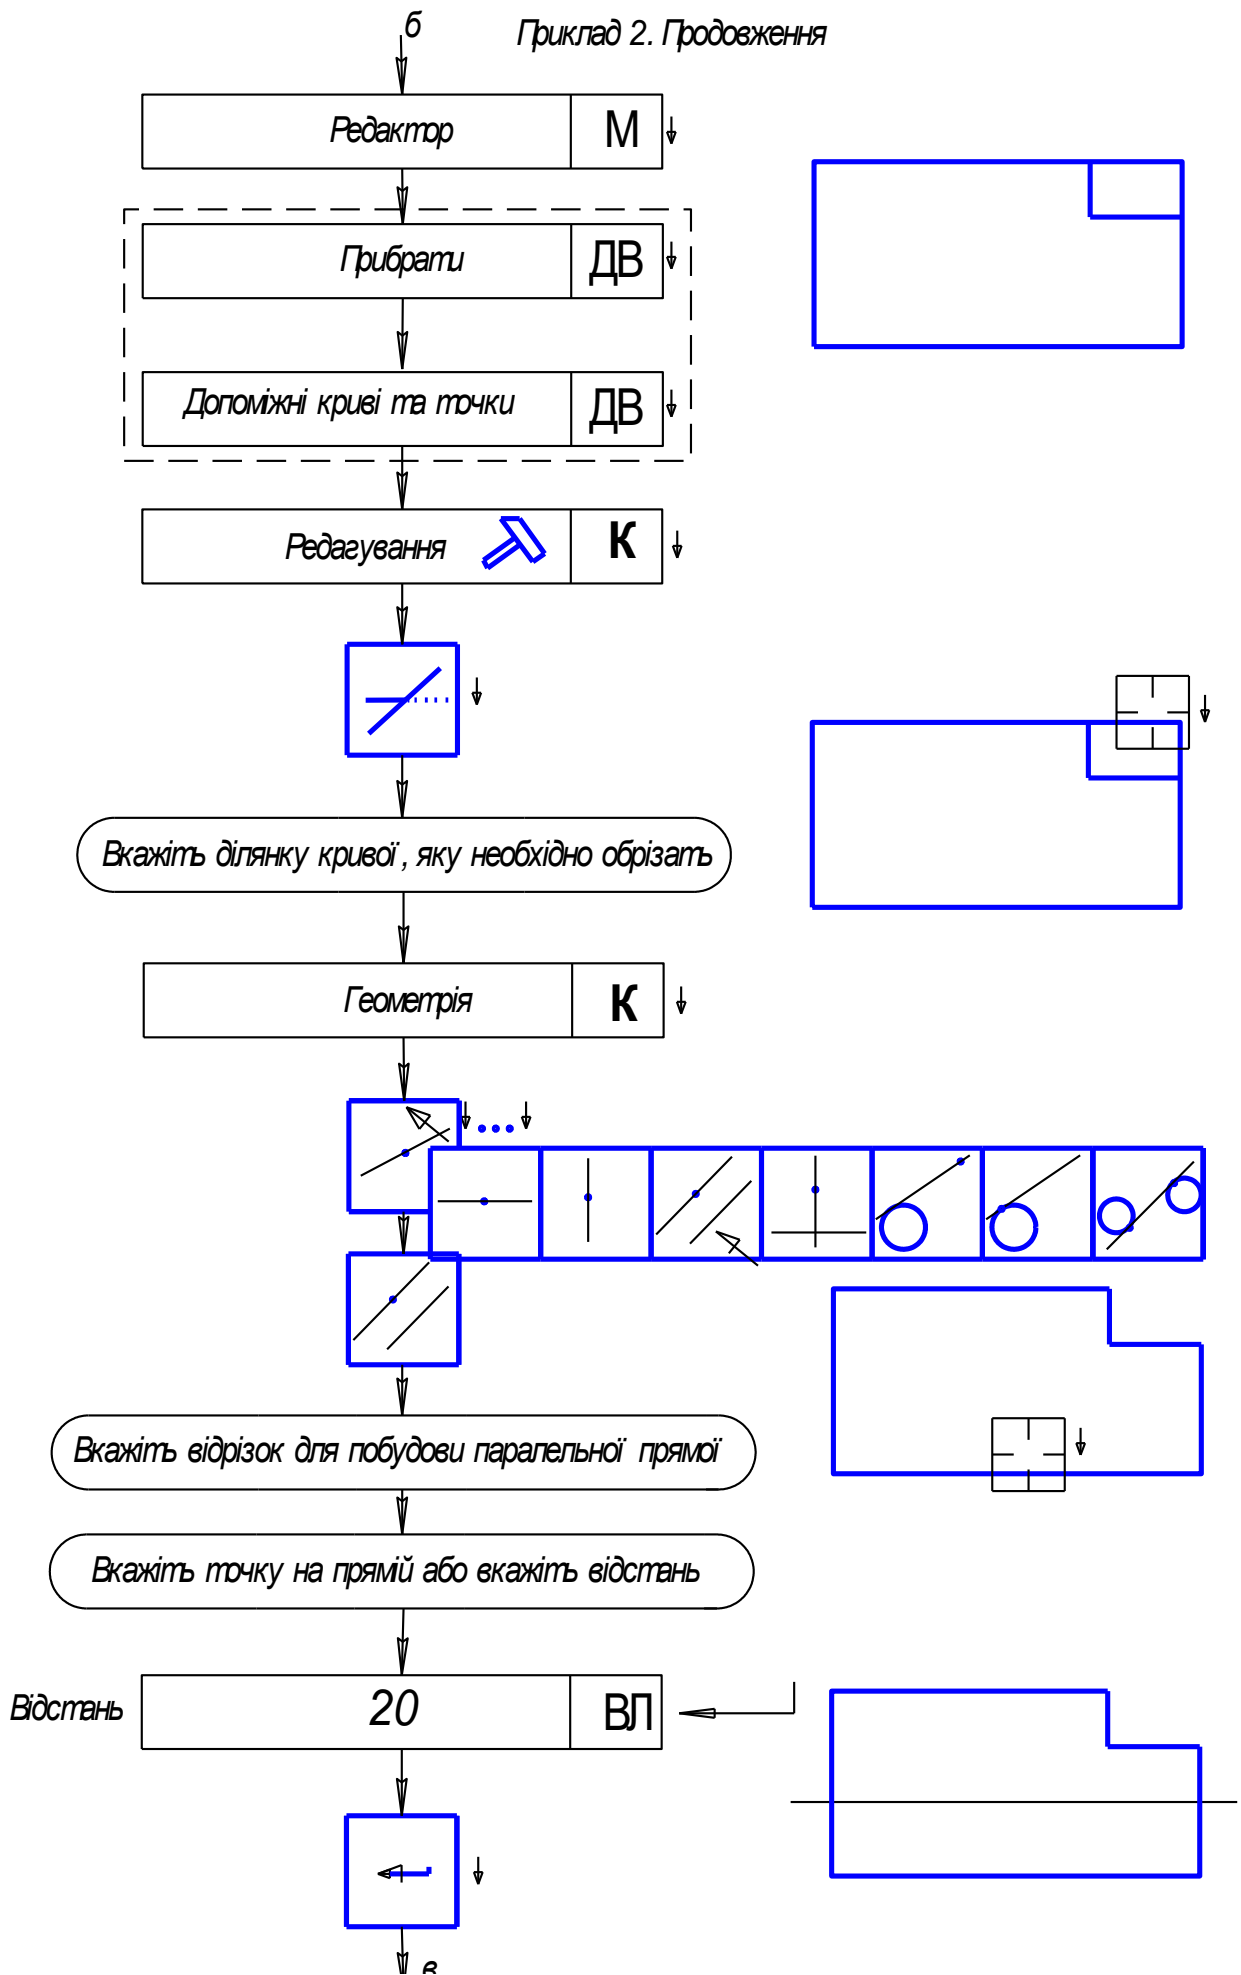 б
Приклад 2. Продовження
Редактор М
Прибрати ДВ
Допоміжні криві та точки ДВ
Редагування К
Вкажіть ділянку кривої, яку необхідно обрізать
Геометрія К
Вкажіть відрізок для побудови паралельної прямої
Вкажіть точку на прямій або вкажіть відстань
Відстань 20 ВЛ
в